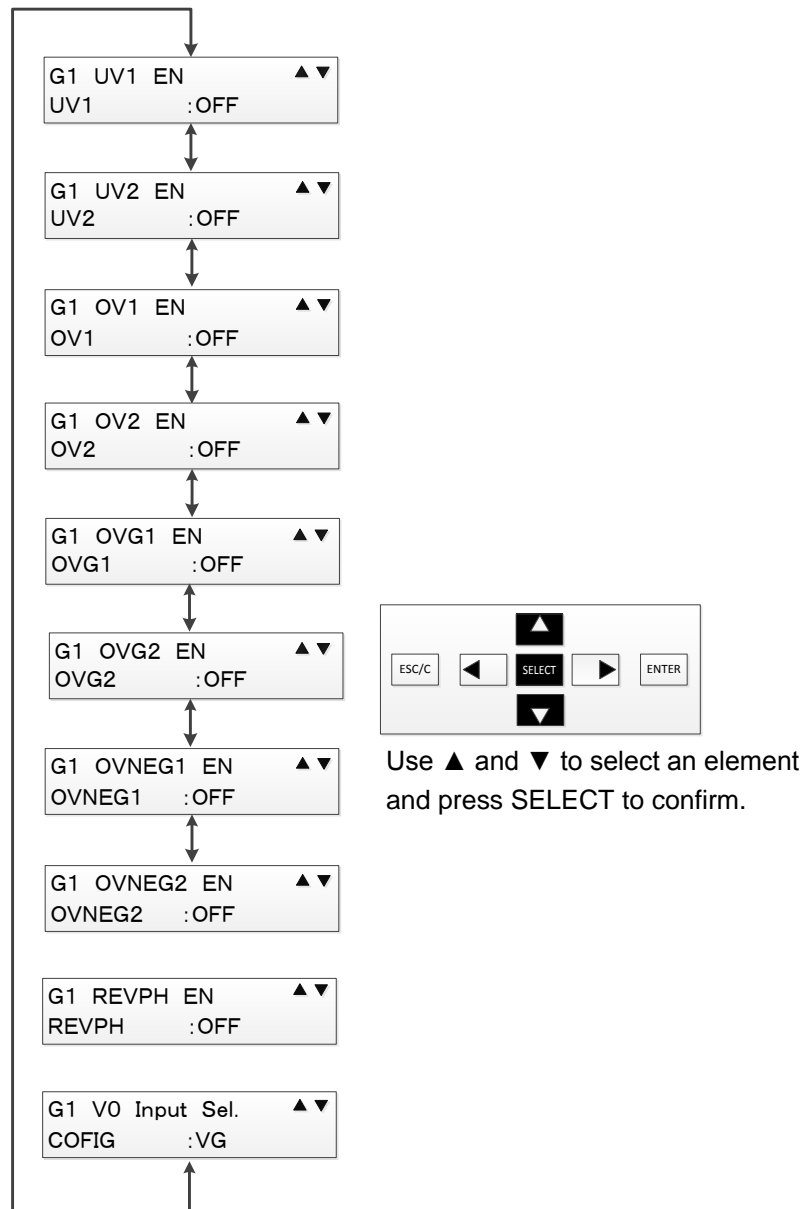 G1 UV1 EN ▲ ▼
UV1 :OFF
G1 UV2 EN ▲ ▼
UV2 :OFF
G1 OV1 EN ▲ ▼
OV1 :OFF
G1 OV2 EN ▲ ▼
OV2 :OFF
G1 OVG1 EN ▲ ▼
OVG1 :OFF
G1 OVG2 EN ▲ ▼
OVG2 :OFF
G1 OVNEG1 EN ▲ ▼
OVNEG1 :OFF
G1 OVNEG2 EN ▲ ▼
OVNEG2 :OFF
G1 REVPH EN ▲ ▼
REVPH :OFF
G1 V0 Input Sel. ▲ ▼
COFIG :VG
ESC/C ◀ SELECT ▶ ENTER
Use ▲ and ▼ to select an element
and press SELECT to confirm.